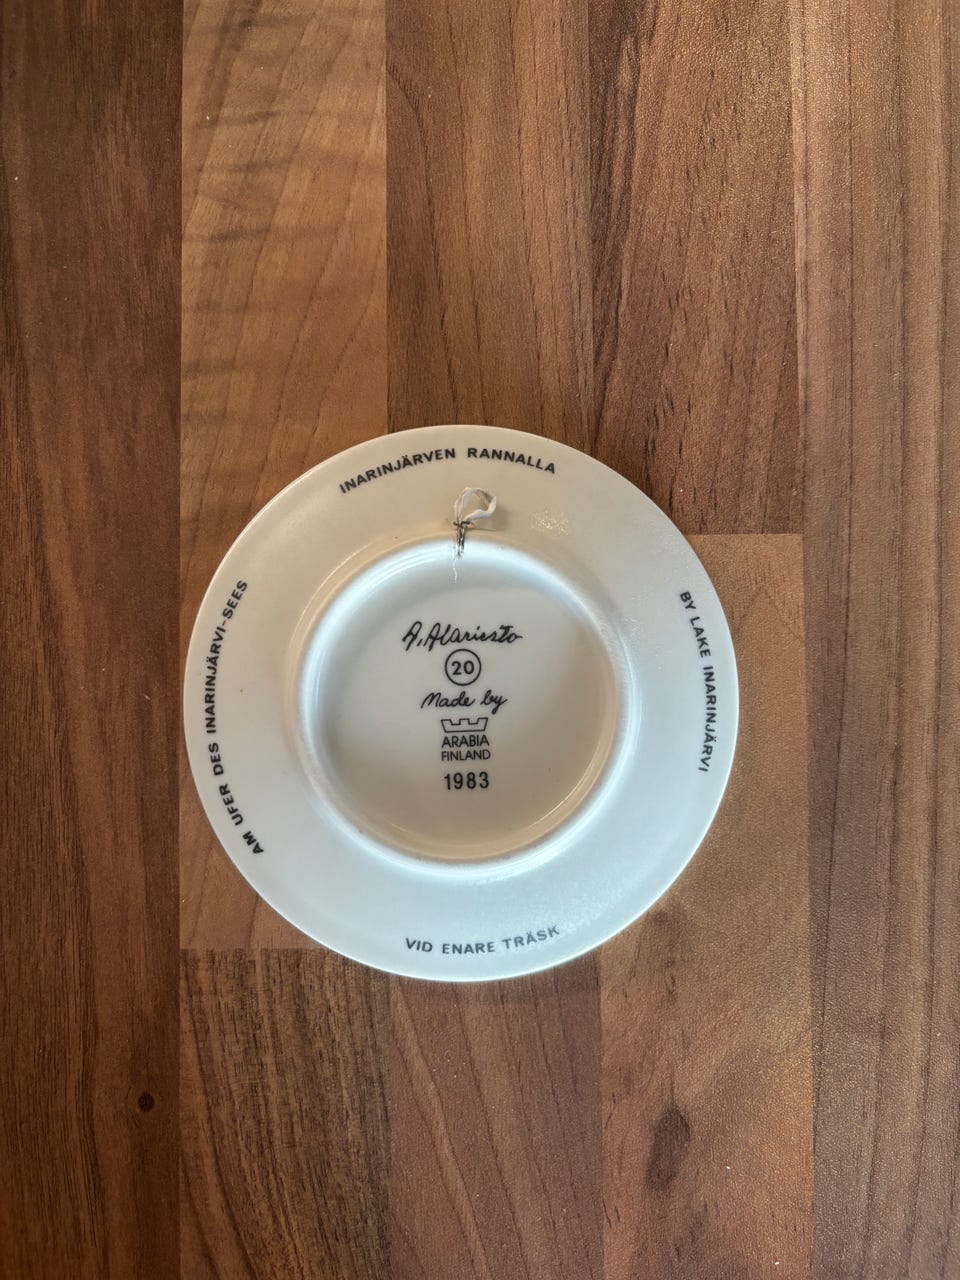 INARINJÄRVEN RANNALLA
BY LAKE INARINJÄRVI
VID ENARE TRÄSK
AM UFER DES INARINJÄRVI-SEES
A. Alariesto
20
Made by
ARABIA
FINLAND
1983